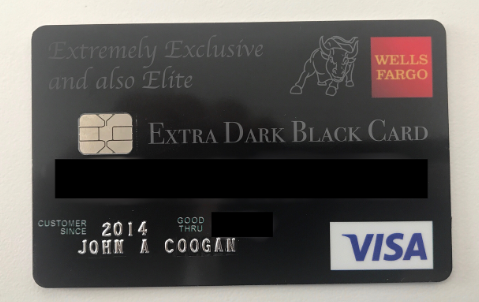 Extremely Exclusive
and also Elite
WELLS
FARGO
EXTRA DARK BLACK CARD
CUSTOMER
SINCE
2014
GOOD
THRU
JOHN A COOGAN
VISA